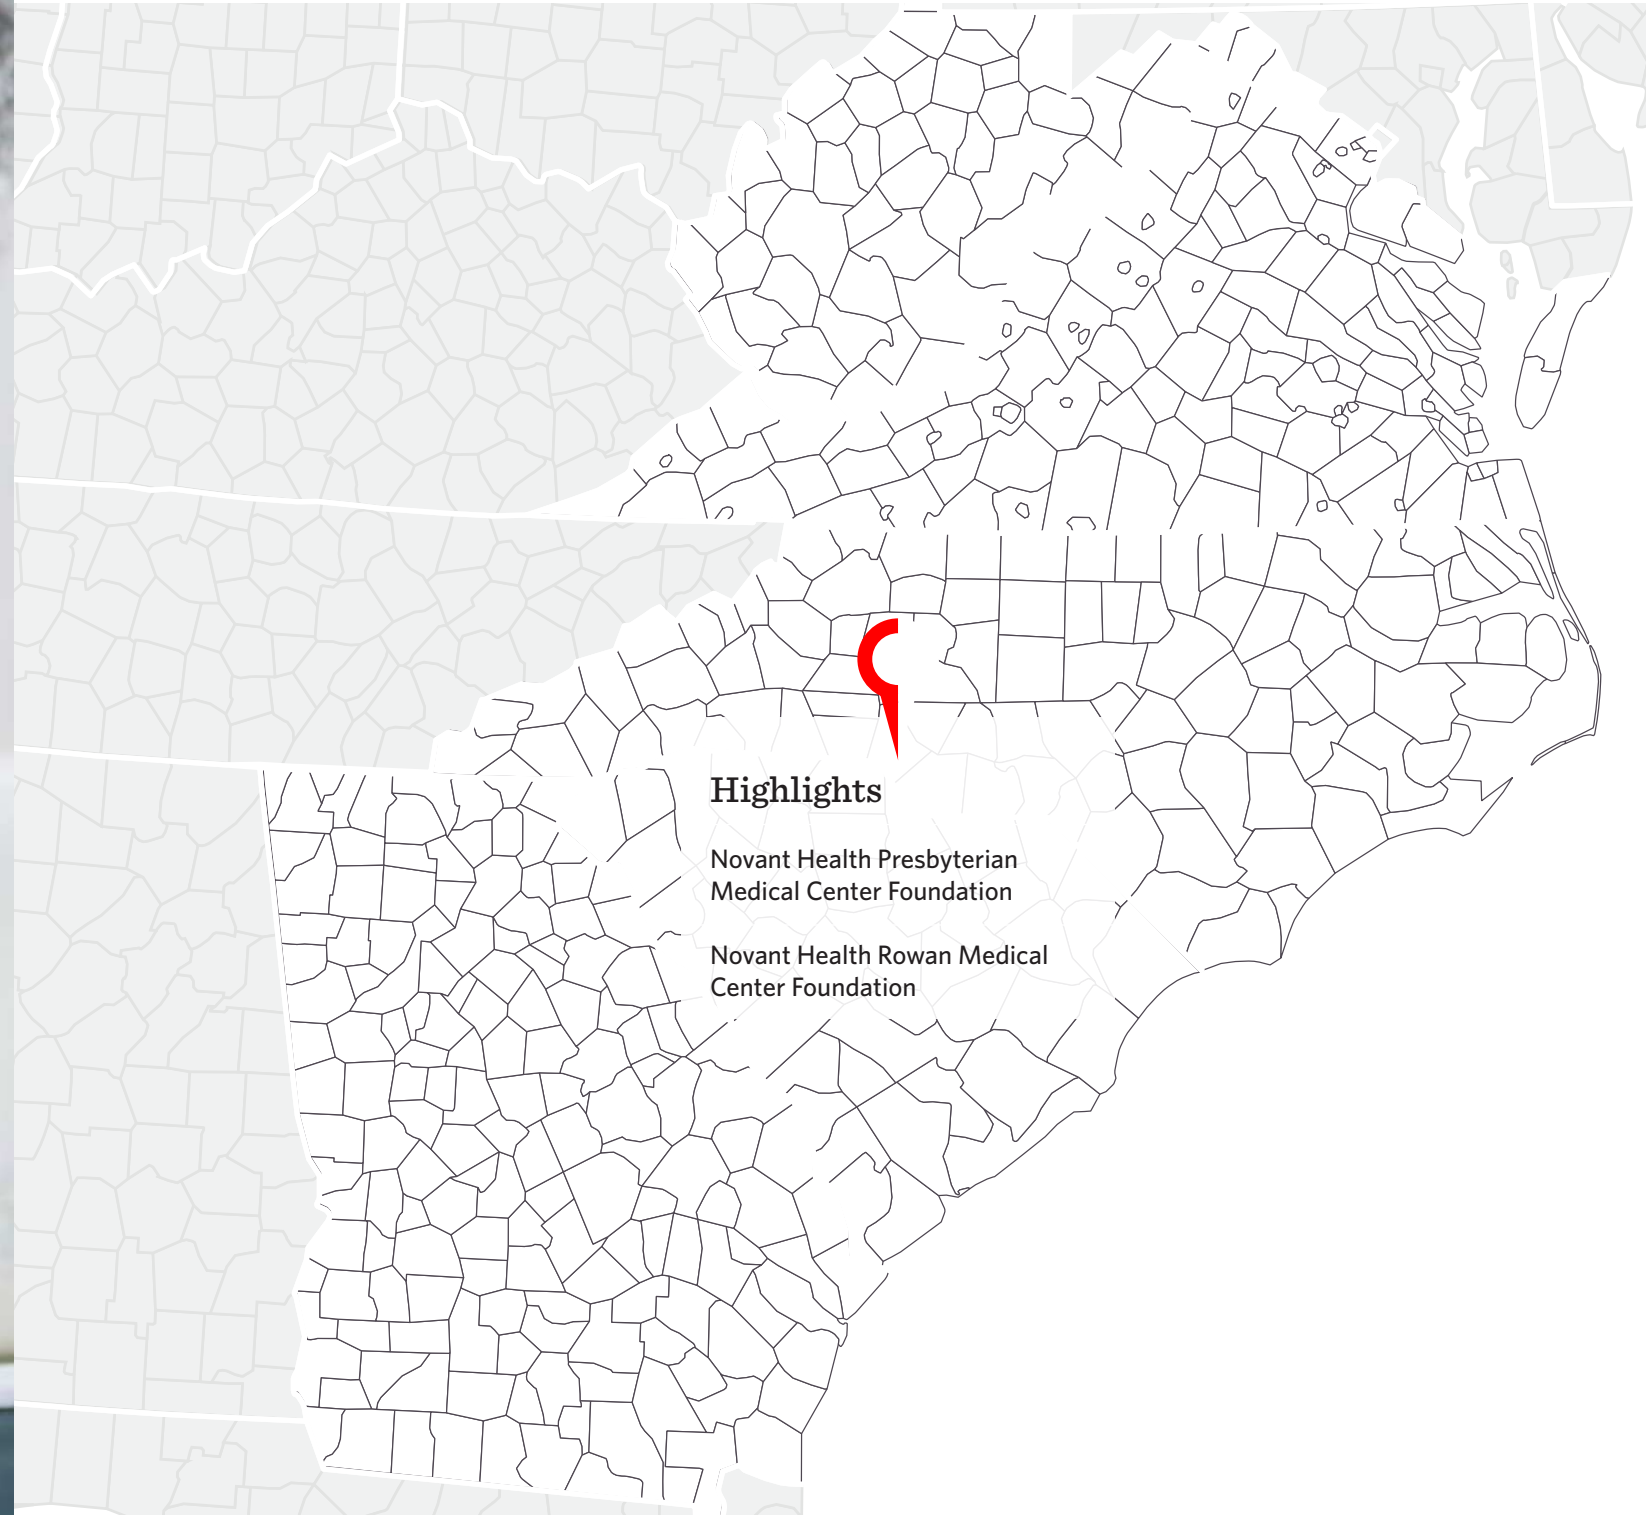 Highlights
Novant Health Presbyterian
Medical Center Foundation
Novant Health Rowan Medical
Center Foundation